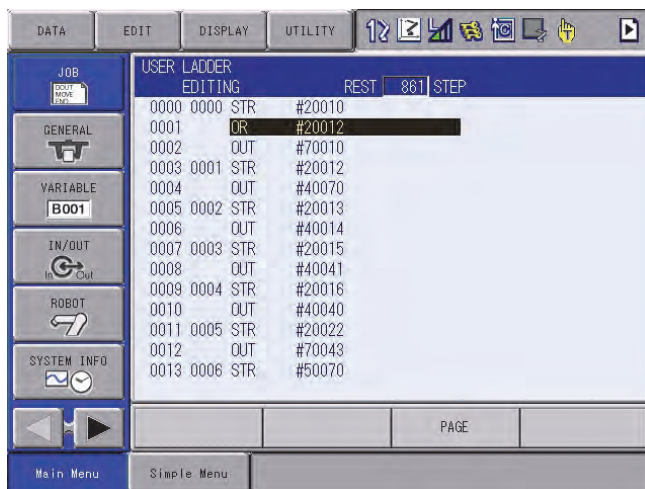 DATA EDIT DISPLAY UTILITY
JOB
DOUT
MOVE
END
GENERAL
VARIABLE
B001
IN/OUT
In Out
ROBOT
SYSTEM INFO
USER LADDER
EDITING REST 861 STEP
0000 0000 STR #20010
0001 OR #20012
0002 OUT #70010
0003 0001 STR #20012
0004 OUT #40070
0005 0002 STR #20013
0006 OUT #40014
0007 0003 STR #20015
0008 OUT #40041
0009 0004 STR #20016
0010 OUT #40040
0011 0005 STR #20022
0012 OUT #70043
0013 0006 STR #50070
PAGE
Main Menu Simple Menu